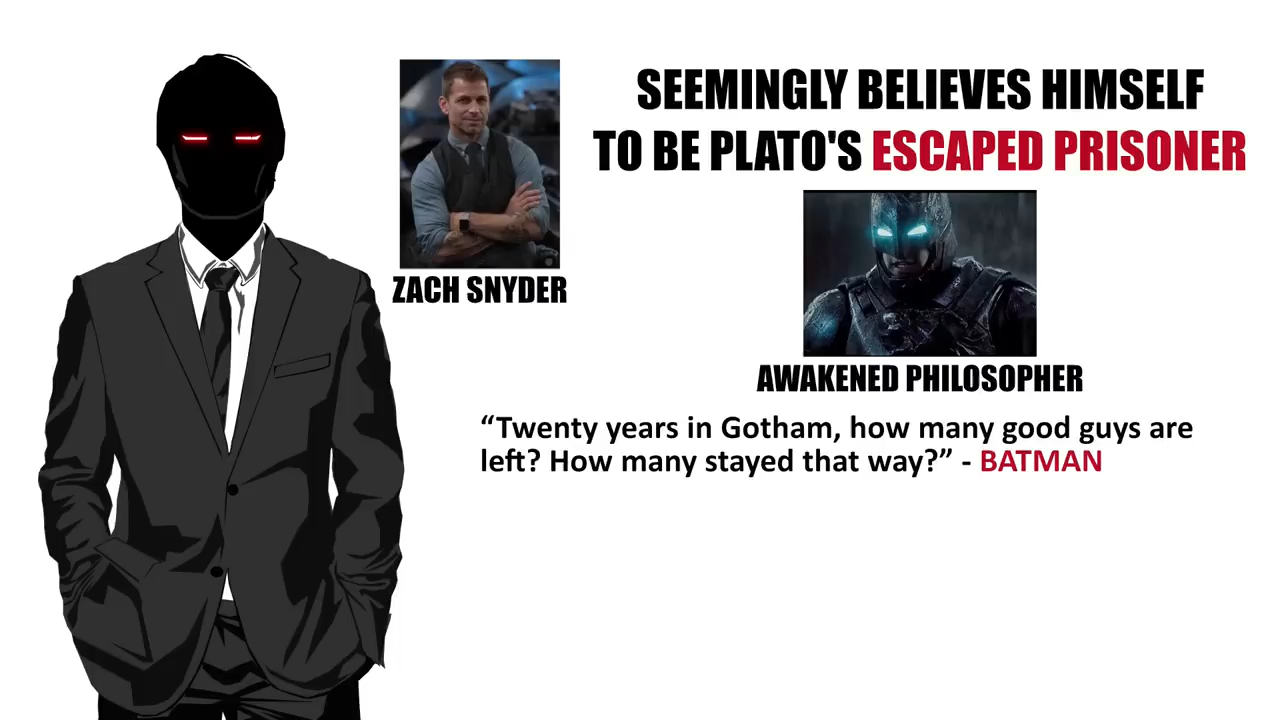 SEEMINGLY BELIEVES HIMSELF
TO BE PLATO'S ESCAPED PRISONER
ZACH SNYDER
AWAKENED PHILOSOPHER
“Twenty years in Gotham, how many good guys are
left? How many stayed that way?” - BATMAN